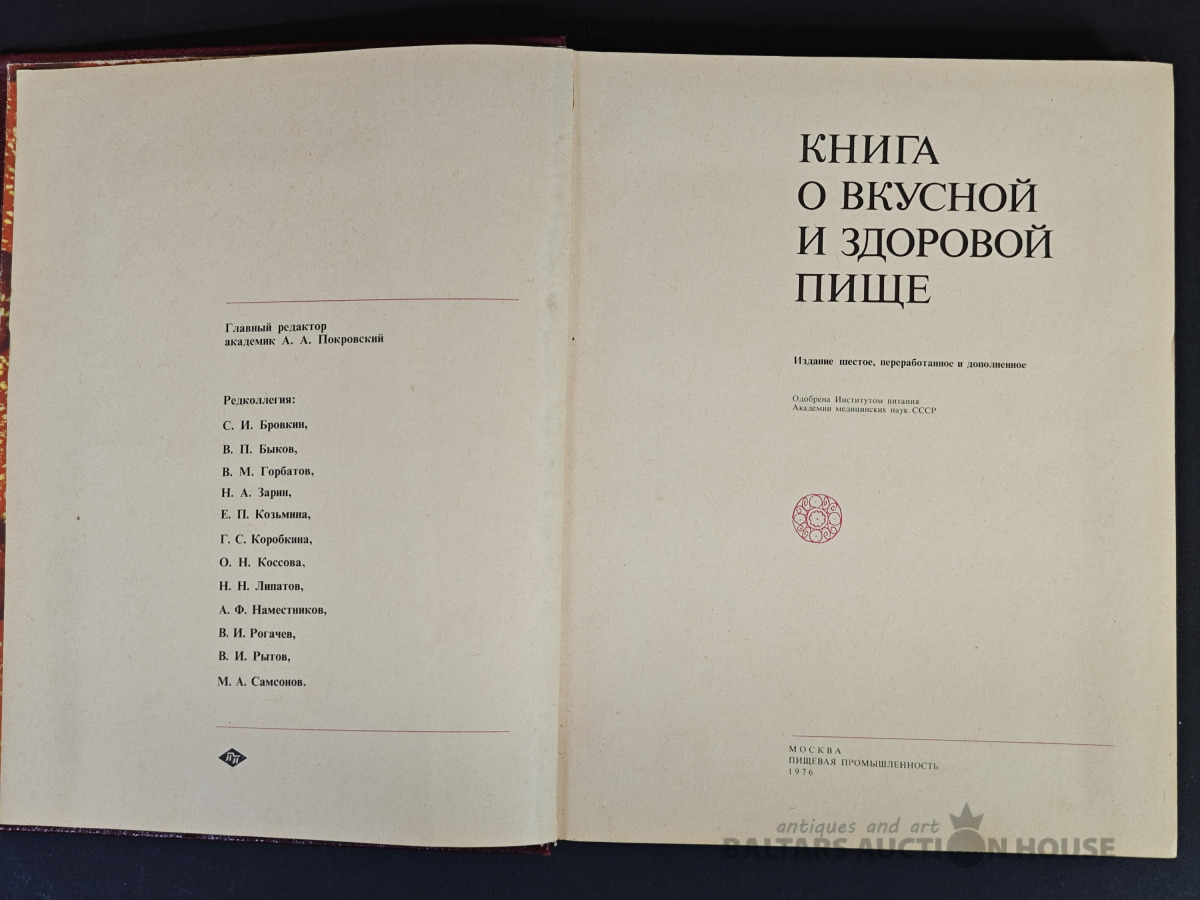 Главный редактор
академик А. А. Покровский
Редколлегия:
С. И. Бровкин,
В. П. Быков,
В. М. Горбатов,
Н. А. Зарин,
Е. П. Козьмина,
Г. С. Коробкина,
О. Н. Коссова,
Н. Н. Липатов,
А. Ф. Наместников,
В. И. Рогачев,
В. И. Рытов,
М. А. Самсонов.
ПП
КНИГА
О ВКУСНОЙ
И ЗДОРОВОЙ
ПИЩЕ
Издание шестое, переработанное и дополненное
Одобрена Институтом питания
Академии медицинских наук СССР
МОСКВА
ПИЩЕВАЯ ПРОМЫШЛЕННОСТЬ
1976
antiques and art
BALTARS AUCTION HOUSE